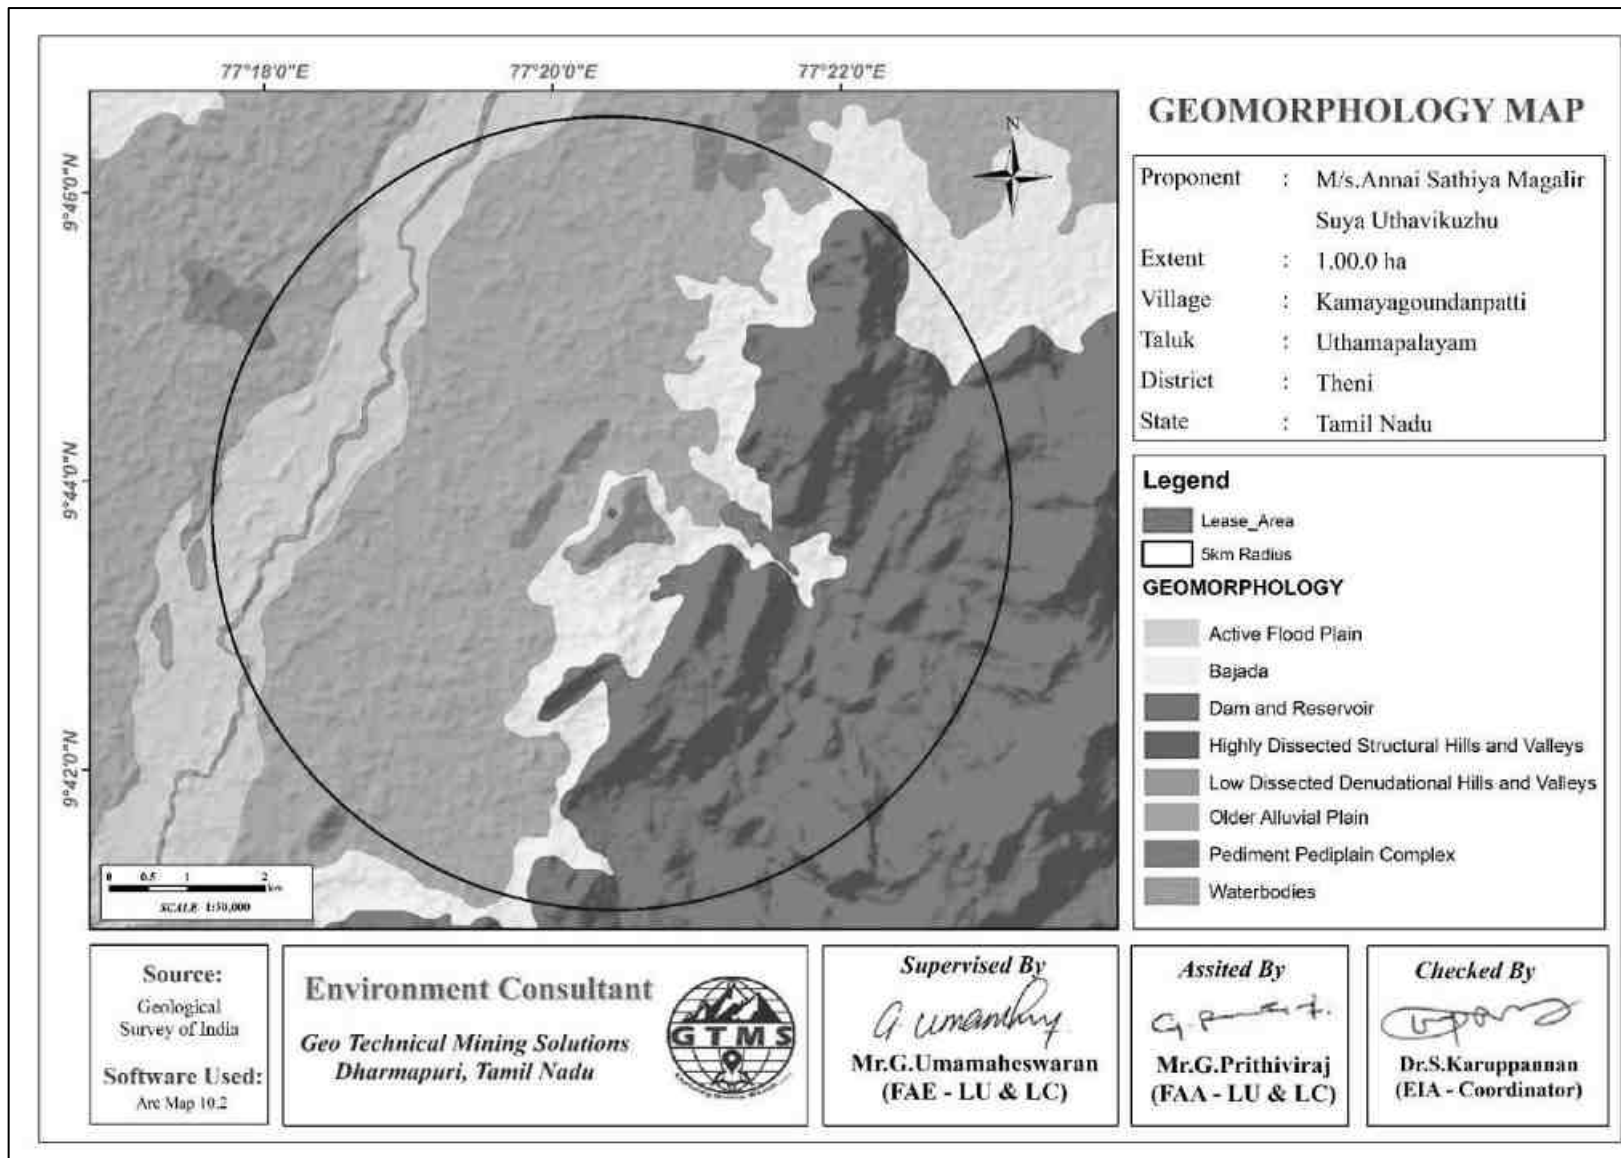 77°18'0"E 77°20'0"E 77°22'0"E
GEOMORPHOLOGY MAP
N
Proponent : M/s.Annai Sathiya Magalir
Suya Uthavikuzhu
Extent : 1.00.0 ha
Village : Kamayagoundanpatti
Taluk : Uthamapalayam
District : Theni
State : Tamil Nadu
9°46'0"N
9°44'0"N
9°42'0"N
Legend
Lease_Area
5km Radius
GEOMORPHOLOGY
Active Flood Plain
Bajada
Dam and Reservoir
Highly Dissected Structural Hills and Valleys
Low Dissected Denudational Hills and Valleys
Older Alluvial Plain
Pediment Pediplain Complex
Waterbodies
0 0.5 1 2
km
SCALE 1:50,000
Source:
Geological
Survey of India
Software Used:
Arc Map 10.2
Environment Consultant
Geo Technical Mining Solutions
Dharmapuri, Tamil Nadu
GTMS
Supervised By
Mr.G.Umamaheswaran
(FAE - LU & LC)
Assited By
Mr.G.Prithiviraj
(FAA - LU & LC)
Checked By
Dr.S.Karuppannan
(EIA - Coordinator)